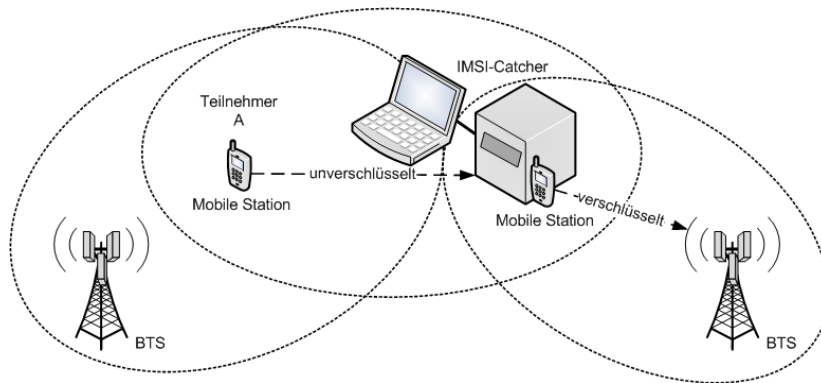 IMSI-Catcher
Teilnehmer
A
unverschlüsselt
Mobile Station
Mobile Station
verschlüsselt
BTS
BTS